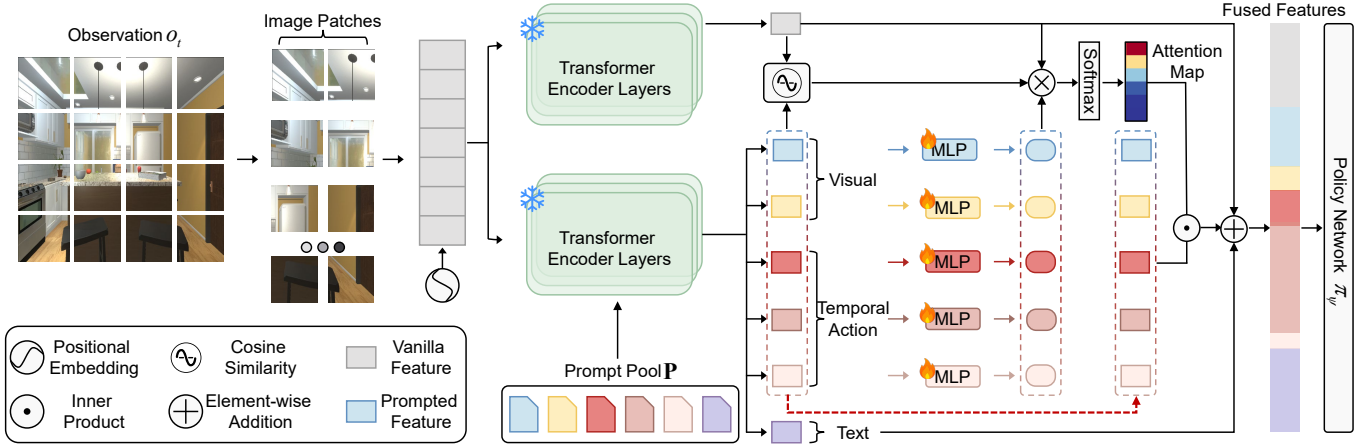 Observation oₜ
Image Patches
Transformer
Encoder Layers
Transformer
Encoder Layers
Prompt Pool P
Softmax
Attention
Map
Fused Features
Visual
MLP
MLP
Temporal
Action
MLP
MLP
MLP
Text
Policy Network π_ψ
Positional
Embedding
Cosine
Similarity
Vanilla
Feature
Inner
Product
Element-wise
Addition
Prompted
Feature